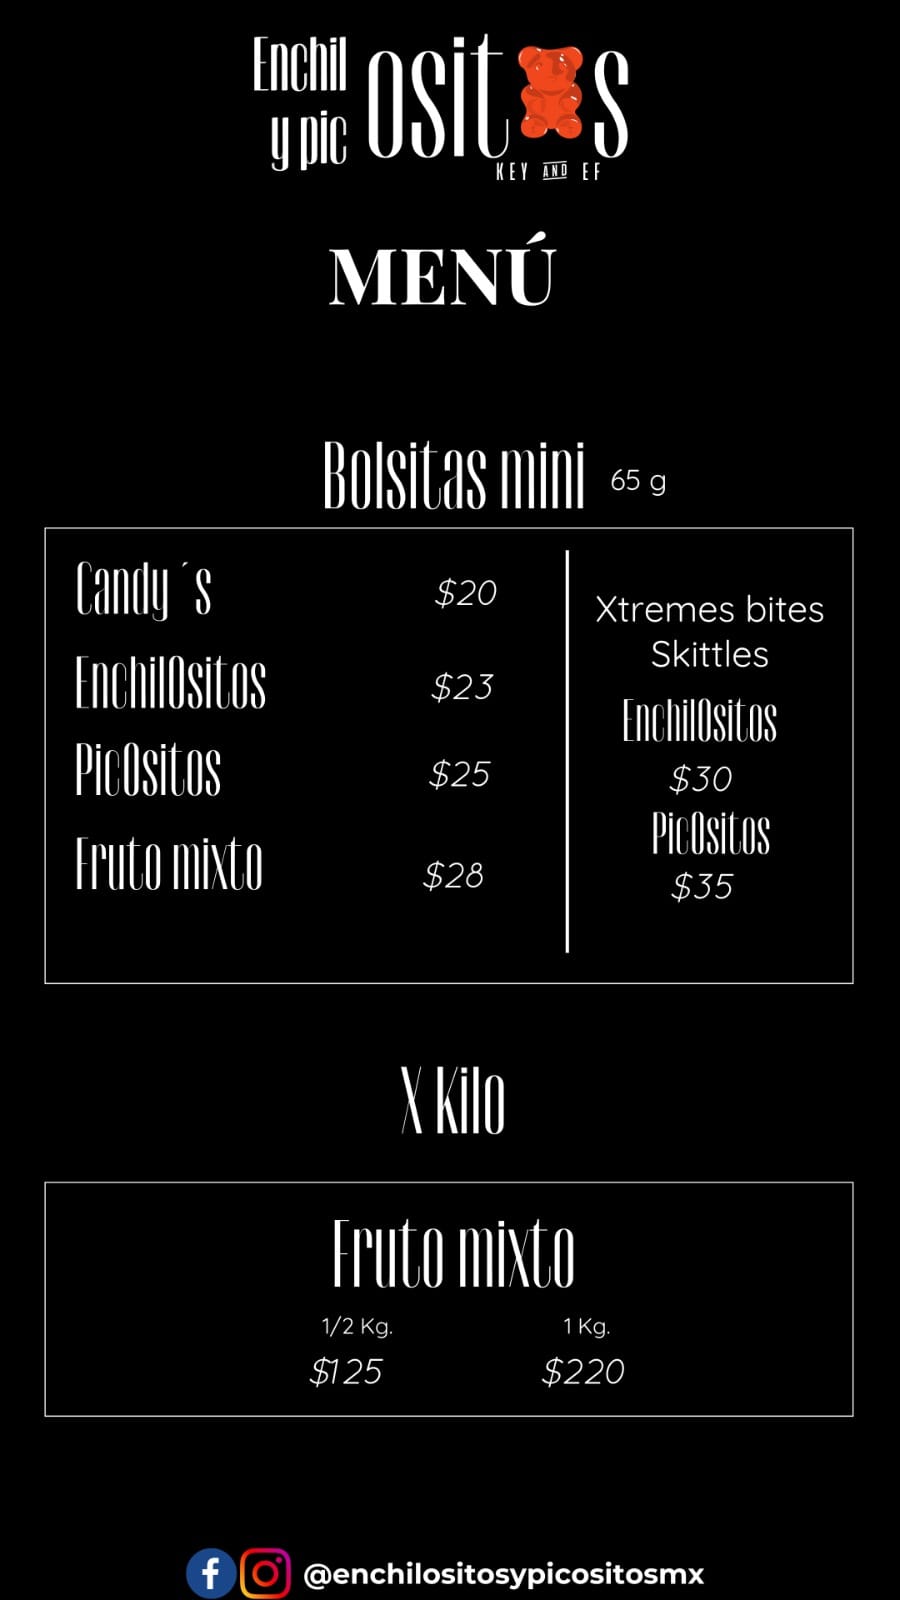 Enchil
y pic
ositos
KEY AND EF
MENÚ
Bolsitas mini 65 g
Candy´s $20
EnchilOsitos $23
PicOsitos $25
Fruto mixto $28
Xtremes bites
Skittles
EnchilOsitos
$30
PicOsitos
$35
X Kilo
Fruto mixto
1/2 Kg. 1 Kg.
$125 $220
@enchilositosypicositosmx